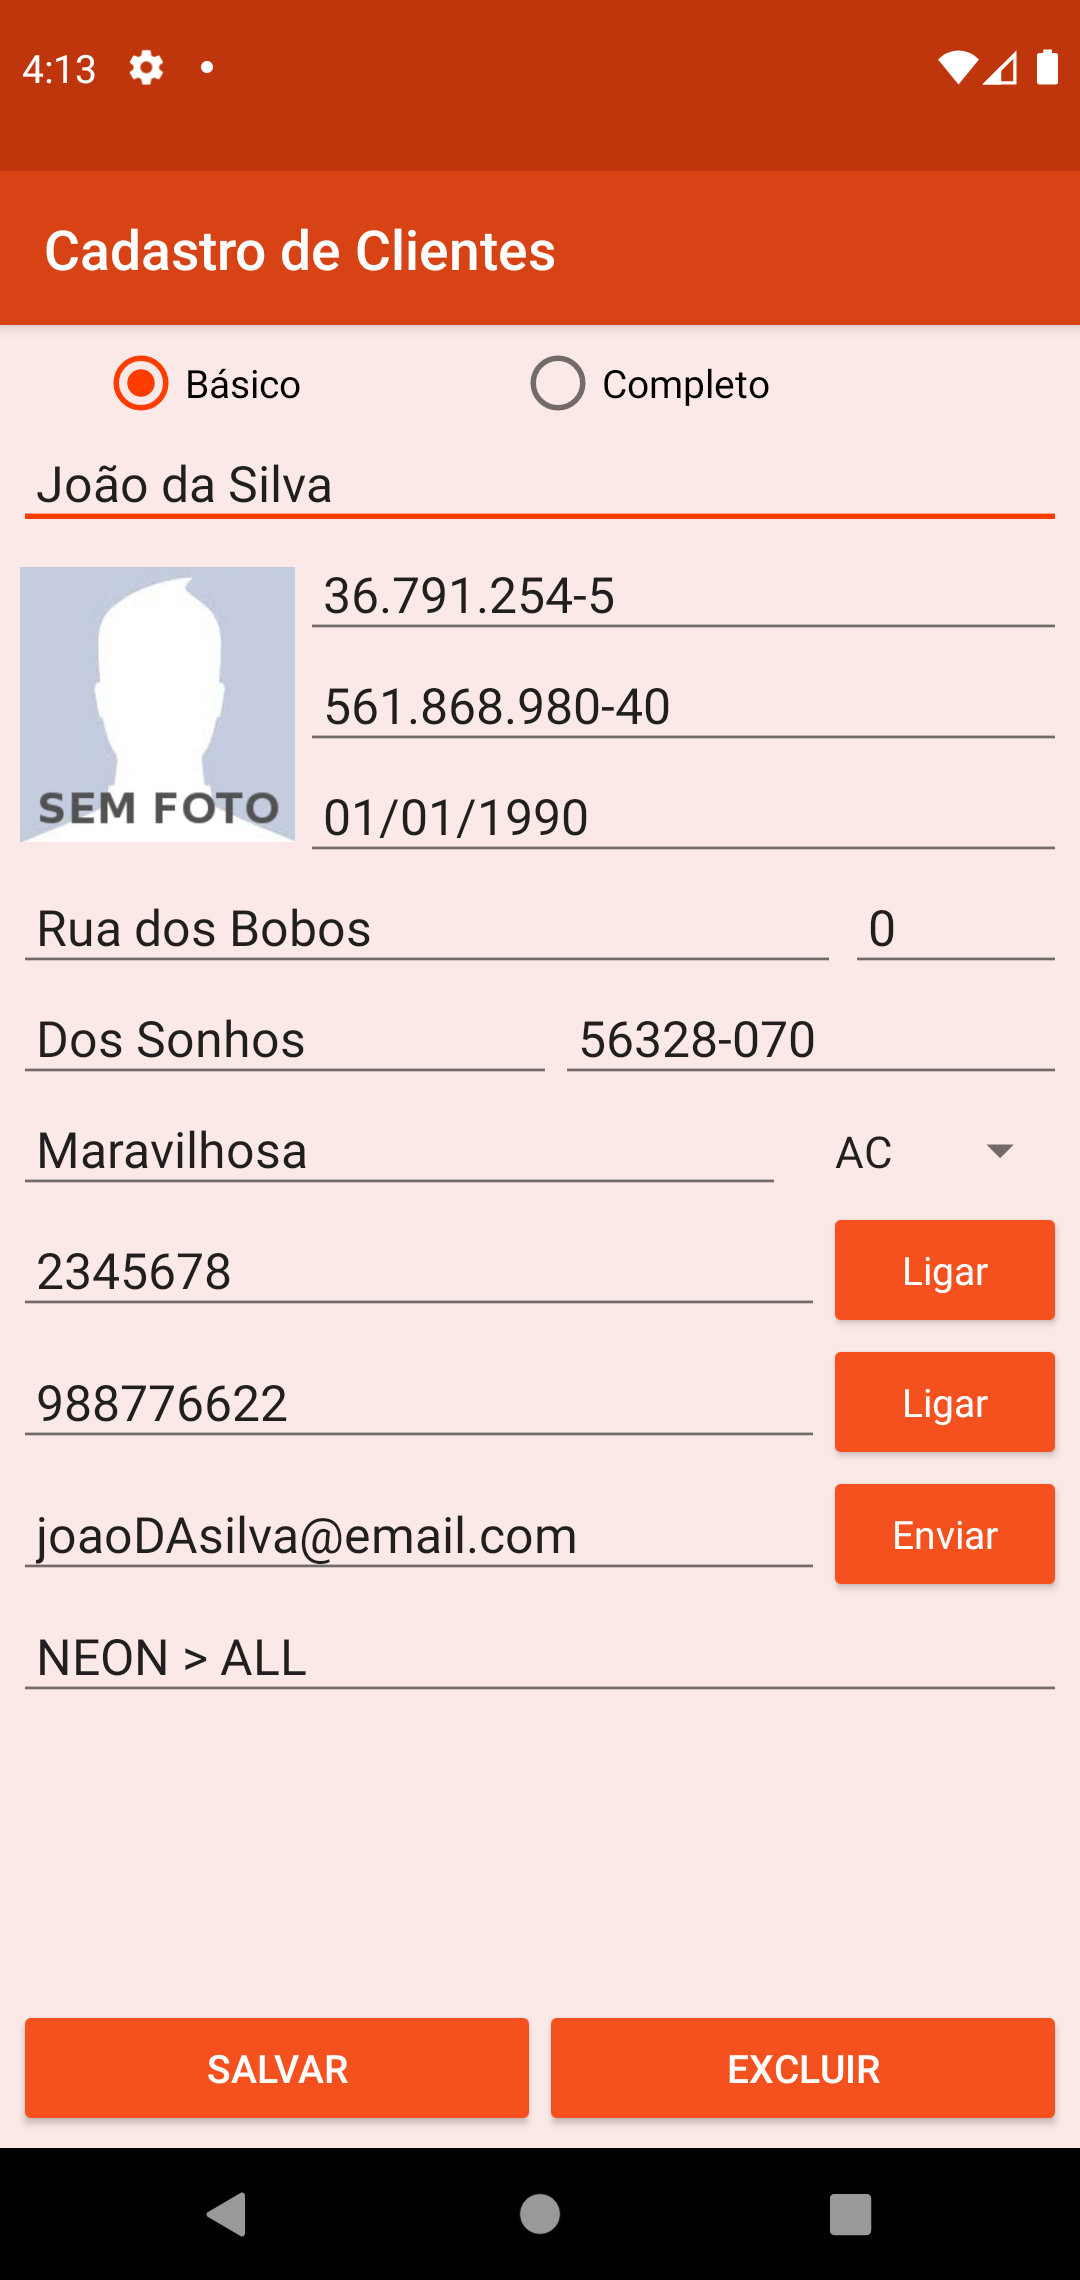 4:13
Cadastro de Clientes
Básico Completo
João da Silva
36.791.254-5
561.868.980-40
SEM FOTO
01/01/1990
Rua dos Bobos 0
Dos Sonhos 56328-070
Maravilhosa AC
2345678 Ligar
988776622 Ligar
joaoDAsilva@email.com Enviar
NEON > ALL
SALVAR EXCLUIR